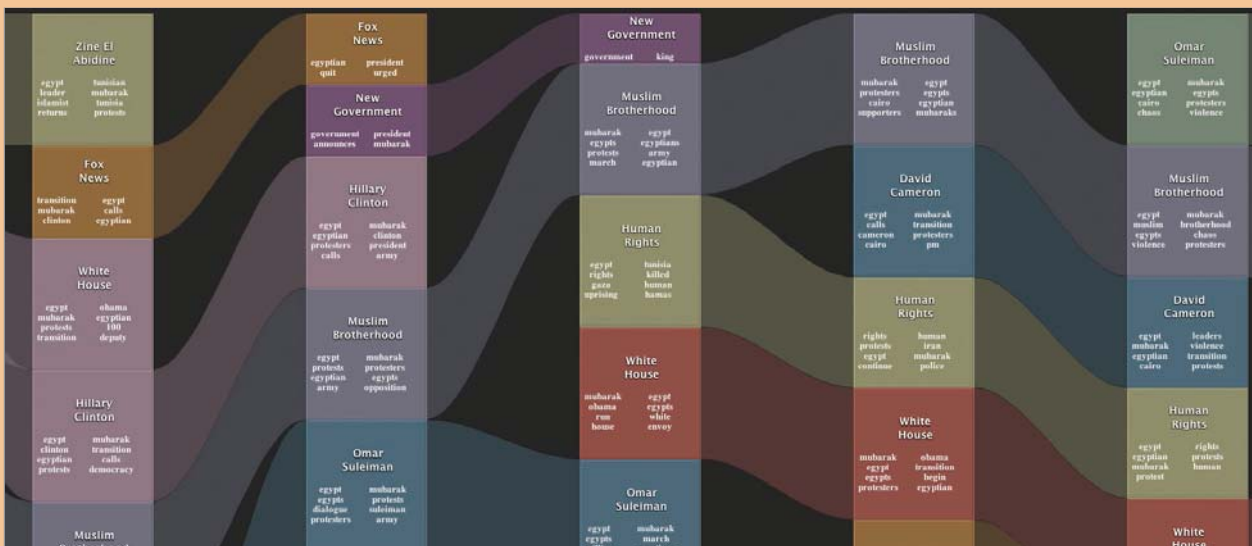 Zine El
Abidine
egypt tunisian
leader mubarak
islamist tunisia
returns protests
Fox
News
transition egypt
mubarak calls
clinton egyptian
White
House
egypt obama
mubarak egyptian
protests 100
transition deputy
Hillary
Clinton
egypt mubarak
clinton transition
egyptian calls
protests democracy
Muslim
Fox
News
egyptian president
quit urged
New
Government
government president
announces mubarak
Hillary
Clinton
egypt mubarak
egyptian clinton
protesters president
calls army
Muslim
Brotherhood
egypt mubarak
protests protesters
egyptian egypts
army opposition
Omar
Suleiman
egypt mubarak
egypts protests
dialogue suleiman
protesters army
New
Government
government king
Muslim
Brotherhood
mubarak egypt
egypts egyptians
protests army
march egyptian
Human
Rights
egypt tunisia
rights killed
gaza human
uprising hamas
White
House
mubarak egypt
obama egypts
run white
house envoy
Omar
Suleiman
egypt mubarak
egypts march
Muslim
Brotherhood
mubarak egypt
protesters egypts
cairo egyptian
supporters mubaraks
David
Cameron
egypt mubarak
calls transition
cameron protesters
cairo pm
Human
Rights
rights human
protests iran
egypt mubarak
continue police
White
House
mubarak obama
egypt transition
egypts begin
protesters egyptian
Omar
Suleiman
egypt mubarak
egyptian egypts
cairo protesters
chaos violence
Muslim
Brotherhood
egypt mubarak
muslim brotherhood
egypts chaos
violence protesters
David
Cameron
egypt leaders
mubarak violence
egyptian transition
cairo protests
Human
Rights
egypt rights
egyptian protests
mubarak human
protest
White
House